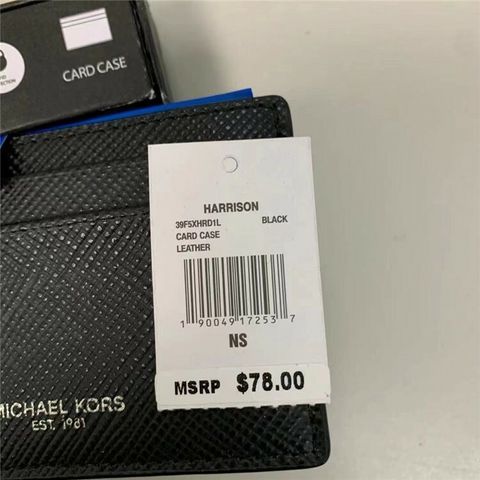 CARD CASE
HARRISON
39F5XHRD1L BLACK
CARD CASE
LEATHER
1 90049 17253 7
NS
MSRP $78.00
MICHAEL KORS
EST. 1981